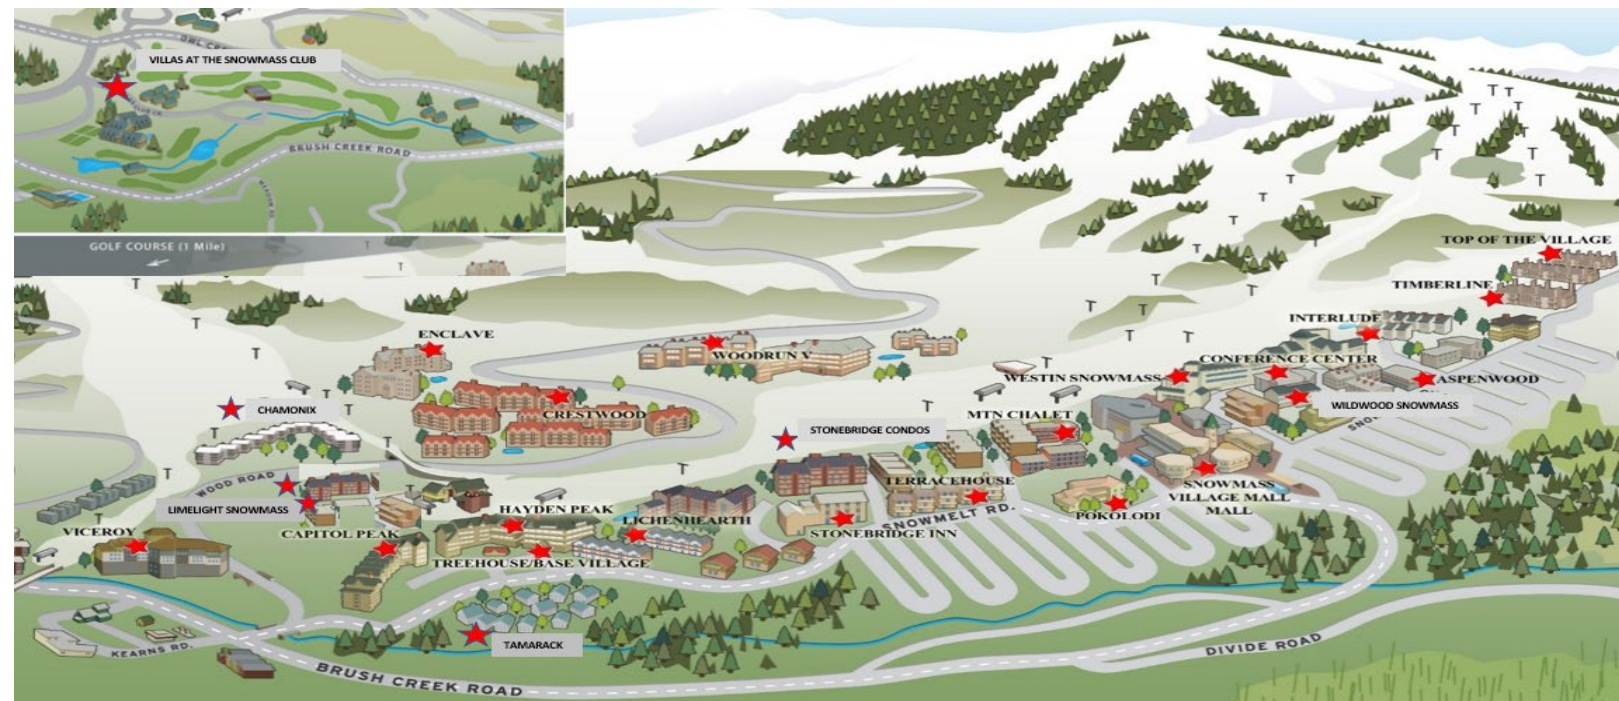 OWL CR
VILLAS AT THE SNOWMASS CLUB
BRUSH CREEK ROAD
GOLF COURSE (1 Mile)
TOP OF THE VILLAGE
TIMBERLINE
INTERLUDE
ENCLAVE
WOODRUN V
CONFERENCE CENTER
WESTIN SNOWMASS
ASPENWOOD
CHAMONIX
CRESTWOOD
MTN CHALET
WILDWOOD SNOWMASS
STONEBRIDGE CONDOS
WOOD ROAD
TERRACEHOUSE
SNOWMASS
VILLAGE MALL
MALL
LIMELIGHT SNOWMASS
HAYDEN PEAK
LICHENHEARTH
SNOWMELT RD.
POKOLODI
VICEROY
CAPITOL PEAK
STONEBRIDGE INN
TREEHOUSE/BASE VILLAGE
TAMARACK
KEARNS RD.
DIVIDE ROAD
BRUSH CREEK ROAD